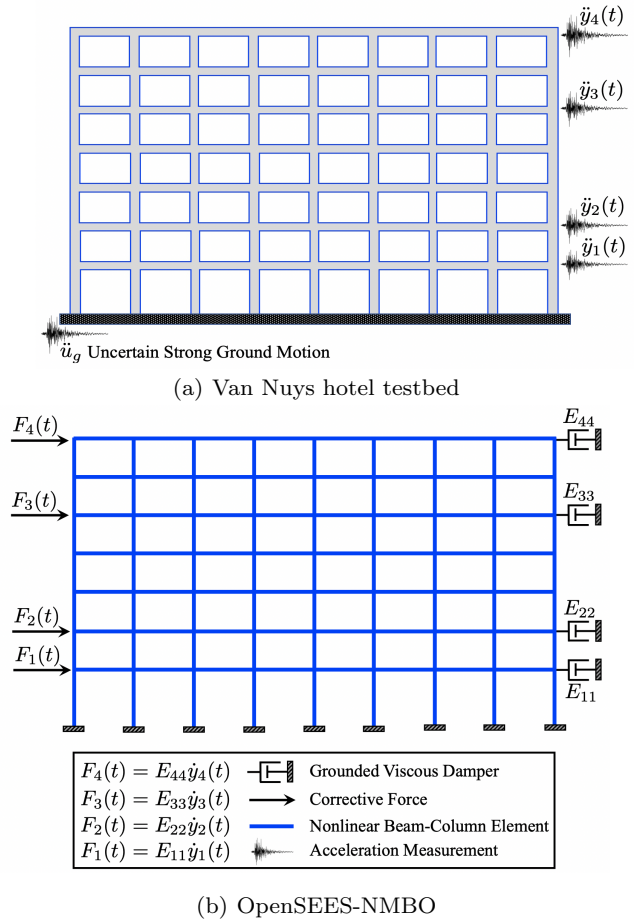 ÿ₄(t)
ÿ₃(t)
ÿ₂(t)
ÿ₁(t)
ü_g Uncertain Strong Ground Motion
(a) Van Nuys hotel testbed
F₄(t)
E₄₄
F₃(t)
E₃₃
F₂(t)
E₂₂
F₁(t)
E₁₁
F₄(t) = E₄₄ẏ₄(t) Grounded Viscous Damper
F₃(t) = E₃₃ẏ₃(t) Corrective Force
F₂(t) = E₂₂ẏ₂(t) Nonlinear Beam-Column Element
F₁(t) = E₁₁ẏ₁(t) Acceleration Measurement
(b) OpenSEES-NMBO